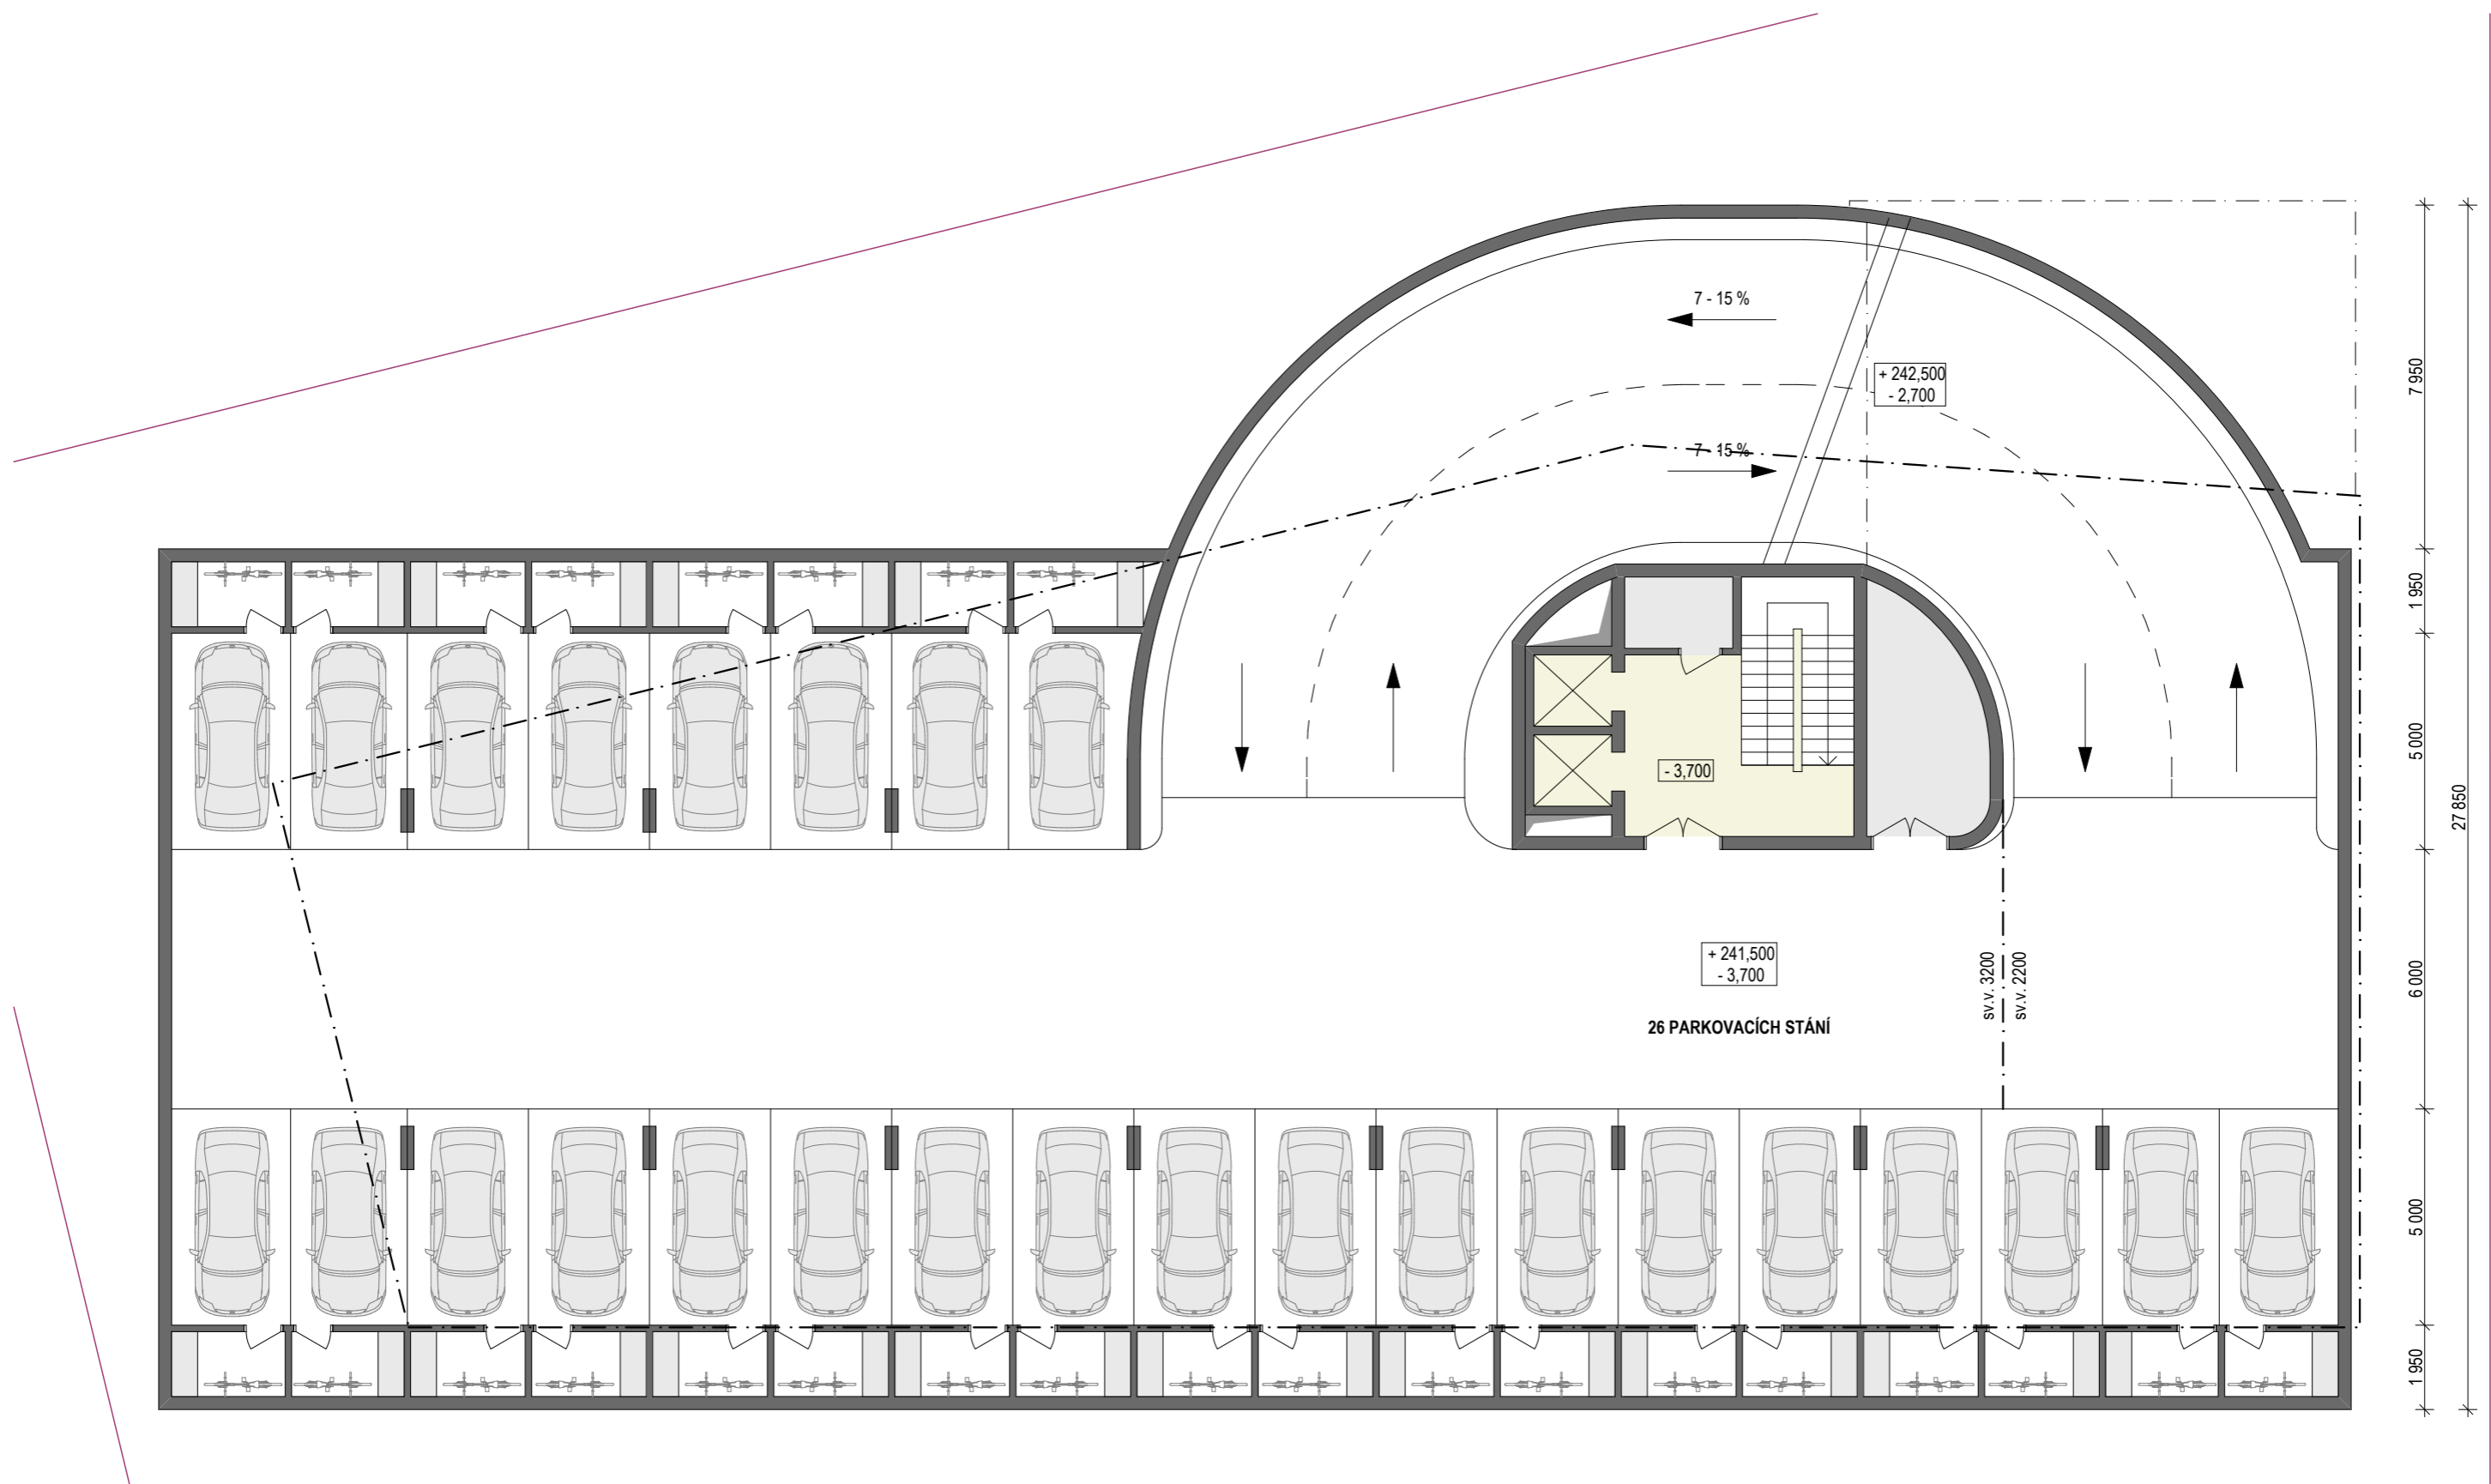 7 - 15 %
+ 242,500
- 2,700
7 - 15 %
- 3,700
+ 241,500
- 3,700
sv.v. 3200
sv.v. 2200
26 PARKOVACÍCH STÁNÍ
7 950
1 950
5 000
6 000
5 000
1 950
27 850